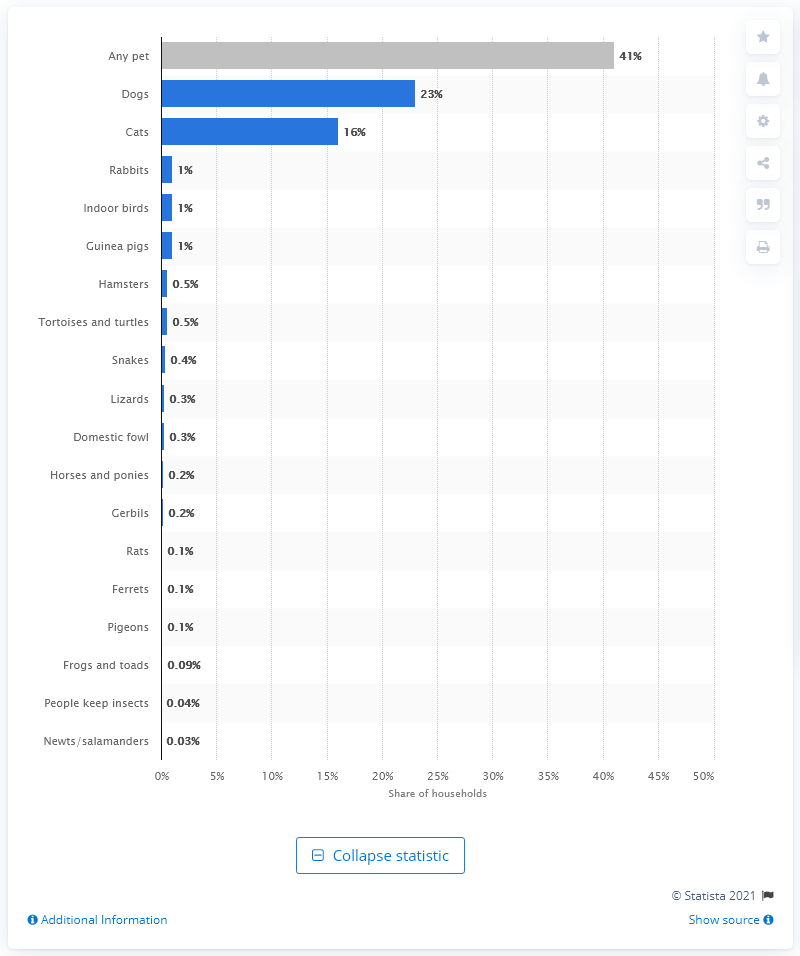 Any pet 41%
Dogs 23%
Cats 16%
Rabbits 1%
Indoor birds 1%
Guinea pigs 1%
Hamsters 0.5%
Tortoises and turtles 0.5%
Snakes 0.4%
Lizards 0.3%
Domestic fowl 0.3%
Horses and ponies 0.2%
Gerbils 0.2%
Rats 0.1%
Ferrets 0.1%
Pigeons 0.1%
Frogs and toads 0.09%
People keep insects 0.04%
Newts/salamanders 0.03%
0% 5% 10% 15% 20% 25% 30% 35% 40% 45% 50%
Share of households
Collapse statistic
© Statista 2021
Additional Information Show source